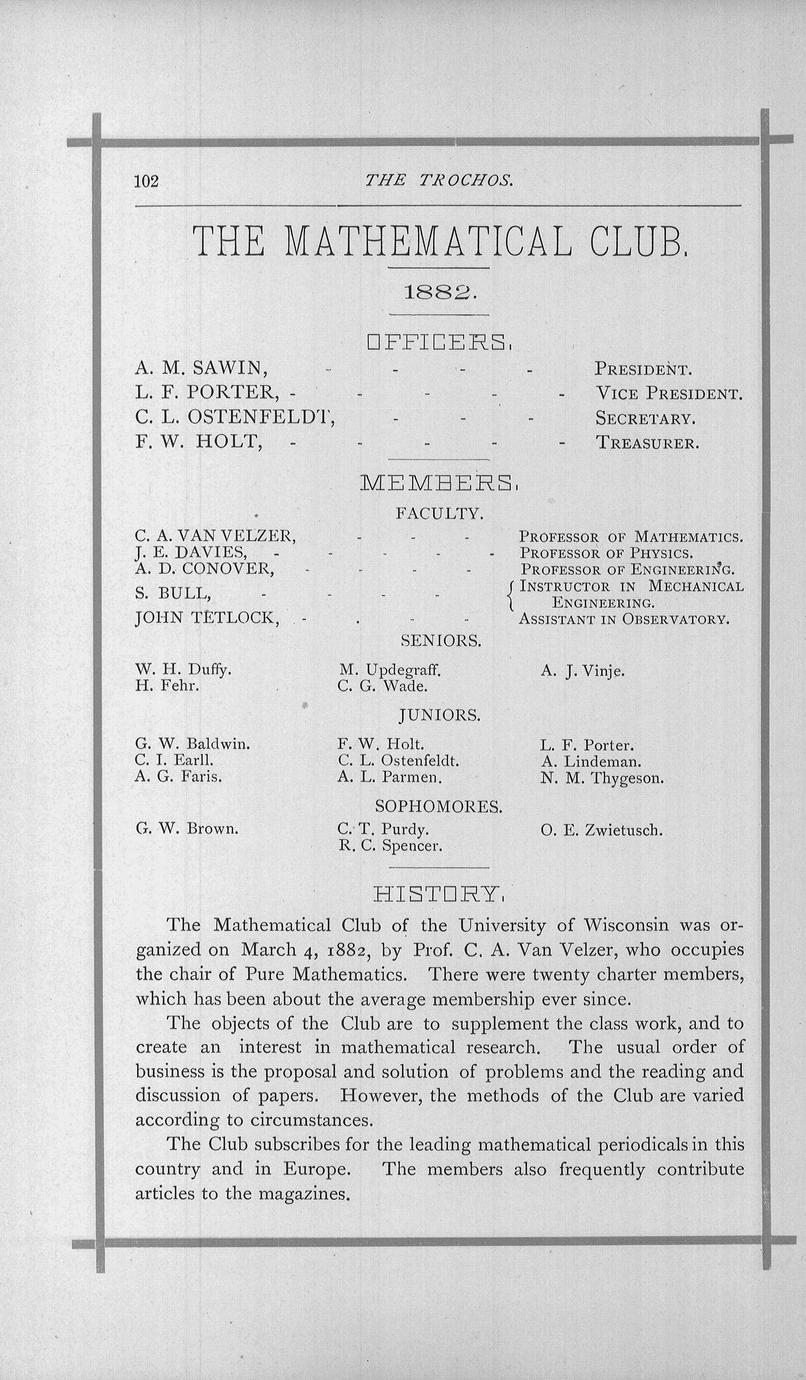 102 THE TROCHOS.
THE MATHEMATICAL CLUB.
1882.
OFFICERS.
A. M. SAWIN, - - - - PRESIDENT.
L. F. PORTER, - - - - - VICE PRESIDENT.
C. L. OSTENFELDT, - - - SECRETARY.
F. W. HOLT, - - - - - TREASURER.
MEMBERS.
FACULTY.
C. A. VAN VELZER, - - - PROFESSOR OF MATHEMATICS.
J. E. DAVIES, - - - - - PROFESSOR OF PHYSICS.
A. D. CONOVER, - - - - PROFESSOR OF ENGINEERING.
S. BULL, - - - - { INSTRUCTOR IN MECHANICAL
ENGINEERING.
JOHN TETLOCK, - . - - ASSISTANT IN OBSERVATORY.
SENIORS.
W. H. Duffy. M. Updegraff. A. J. Vinje.
H. Fehr. C. G. Wade.
JUNIORS.
G. W. Baldwin. F. W. Holt. L. F. Porter.
C. I. Earll. C. L. Ostenfeldt. A. Lindeman.
A. G. Faris. A. L. Parmen. N. M. Thygeson.
SOPHOMORES.
G. W. Brown. C. T. Purdy. O. E. Zwietusch.
R. C. Spencer.
HISTORY.
The Mathematical Club of the University of Wisconsin was or-
ganized on March 4, 1882, by Prof. C. A. Van Velzer, who occupies
the chair of Pure Mathematics. There were twenty charter members,
which has been about the average membership ever since.
The objects of the Club are to supplement the class work, and to
create an interest in mathematical research. The usual order of
business is the proposal and solution of problems and the reading and
discussion of papers. However, the methods of the Club are varied
according to circumstances.
The Club subscribes for the leading mathematical periodicals in this
country and in Europe. The members also frequently contribute
articles to the magazines.